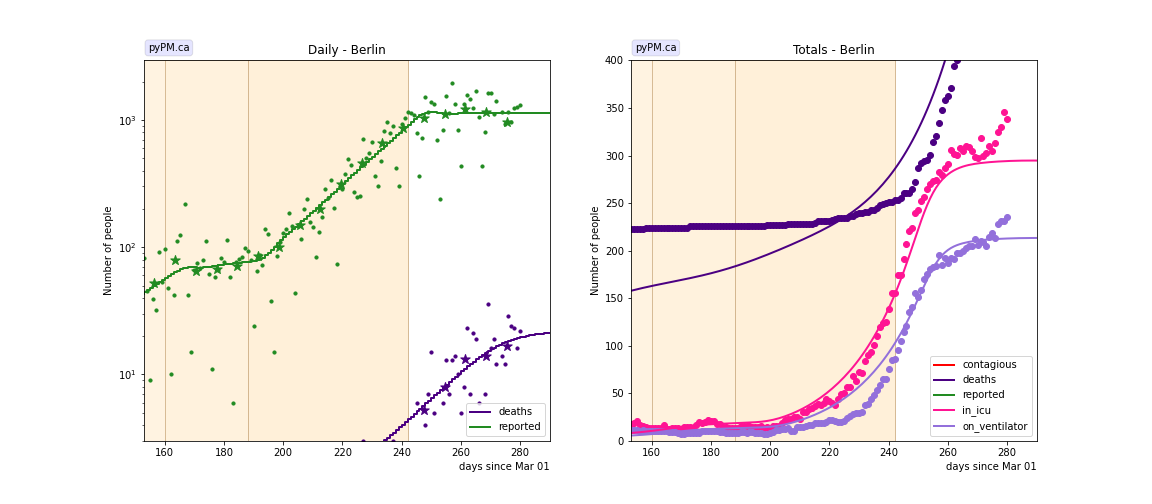 pyPM.ca
Daily - Berlin
Number of people
10³
10²
10¹
160 180 200 220 240 260 280
days since Mar 01
deaths
reported
pyPM.ca
Totals - Berlin
Number of people
400
350
300
250
200
150
100
50
0
160 180 200 220 240 260 280
days since Mar 01
contagious
deaths
reported
in_icu
on_ventilator